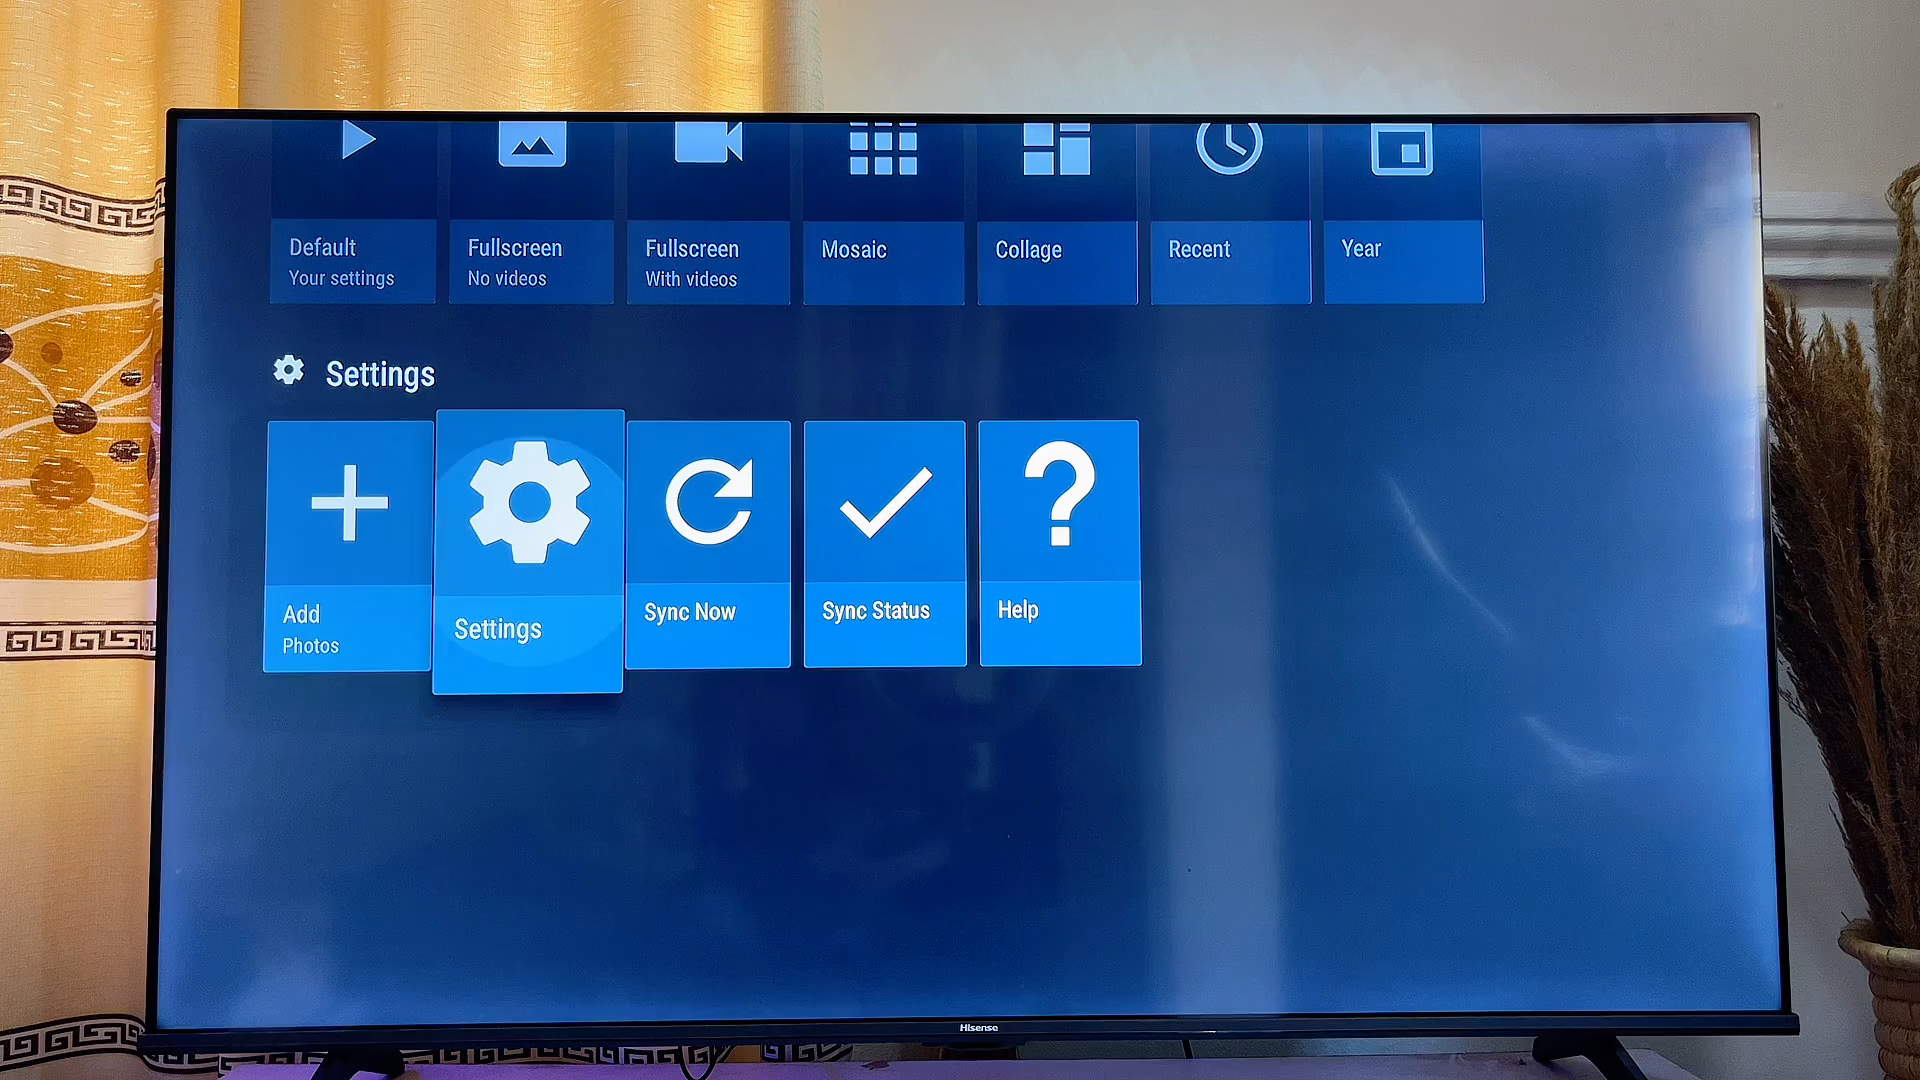 Default
Your settings
Fullscreen
No videos
Fullscreen
With videos
Mosaic
Collage
Recent
Year
Settings
Add
Photos
Settings
Sync Now
Sync Status
Help
Hisense